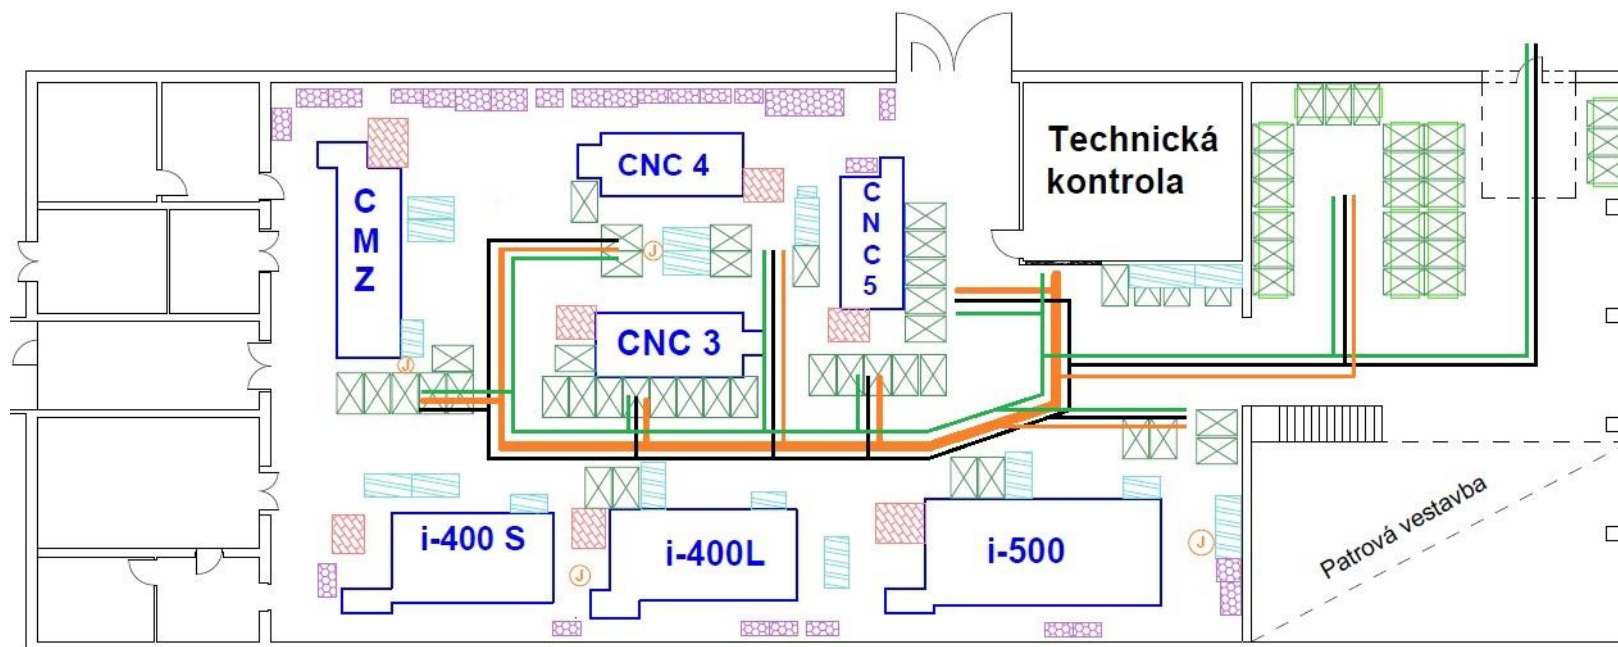 Technická
kontrola
CNC 4
C
N
C
5
C
M
Z
J
CNC 3
J
i-400 S
i-400L
i-500
J
J
Patrová vestavba